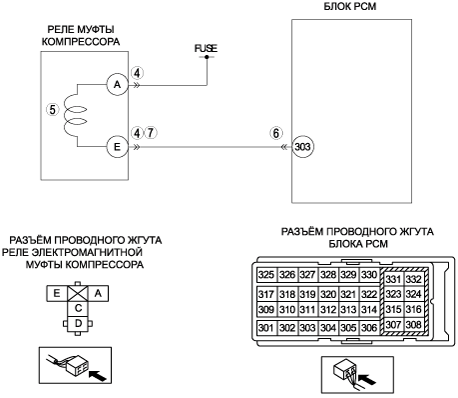 БЛОК PCM
РЕЛЕ МУФТЫ
КОМПРЕССОРА
FUSE
4
A
5
4 7
6
E
303
РАЗЪЁМ ПРОВОДНОГО ЖГУТА
РЕЛЕ ЭЛЕКТРОМАГНИТНОЙ
МУФТЫ КОМПРЕССОРА
E A
C
D
РАЗЪЁМ ПРОВОДНОГО ЖГУТА
БЛОКА PCM
325 326 327 328 329 330 331 332
317 318 319 320 321 322 323 324
309 310 311 312 313 314 315 316
301 302 303 304 305 306 307 308